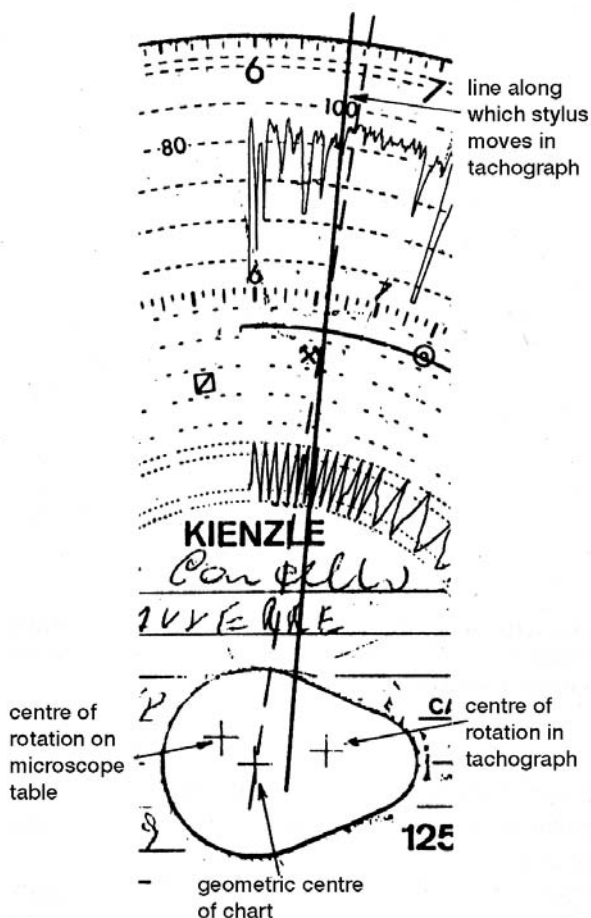 6
7
100
line along
which stylus
moves in
tachograph
80
6
7
KIENZLE
CA
centre of
rotation on
microscope
table
centre of
rotation in
tachograph
125
geometric centre
of chart